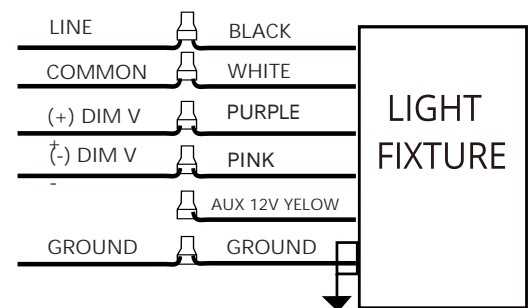 LINE BLACK
COMMON WHITE
(+) DIM V PURPLE
+
(-) DIM V PINK
-
AUX 12V YELOW
GROUND GROUND
LIGHT
FIXTURE